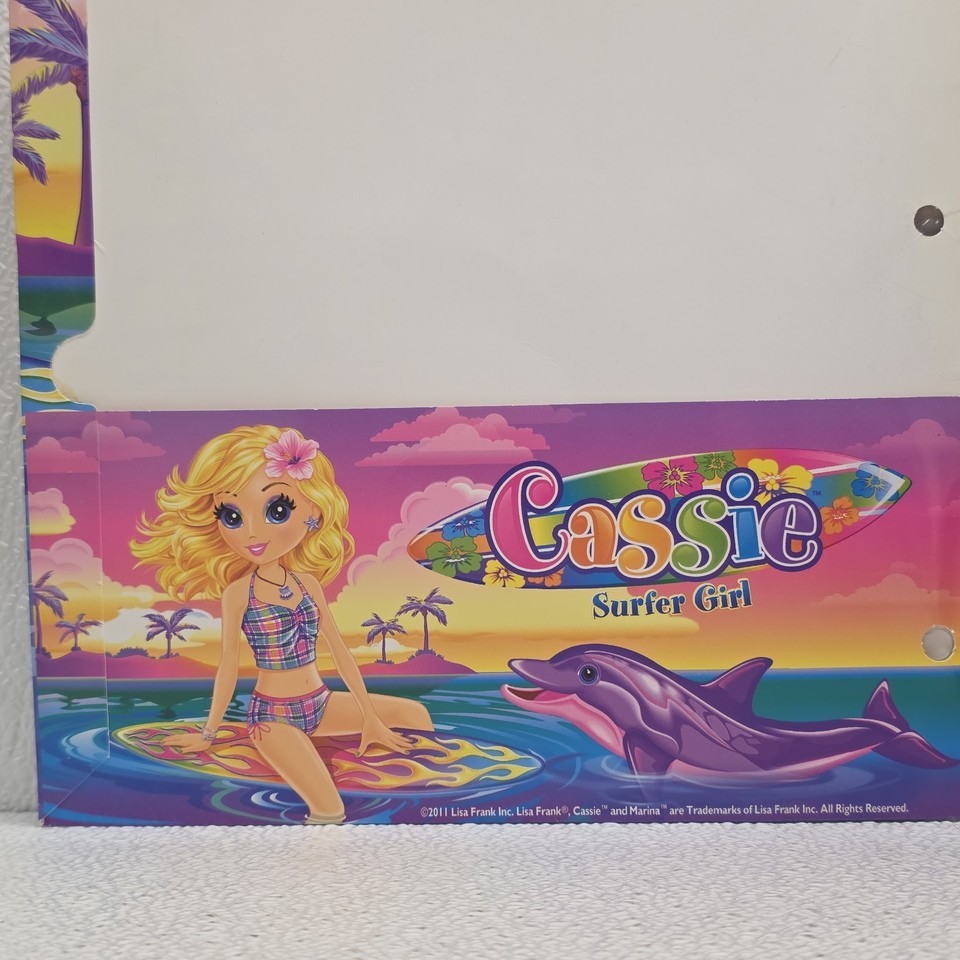 Cassie™
Surfer Girl
©2011 Lisa Frank Inc. Lisa Frank®, Cassie™ and Marina™ are Trademarks of Lisa Frank Inc. All Rights Reserved.